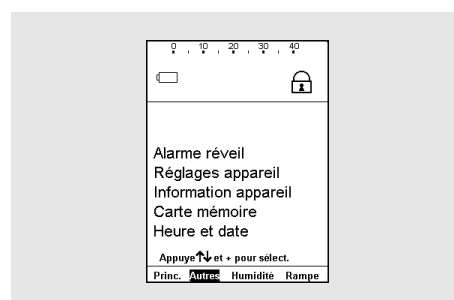 0 10 20 30 40
Alarme réveil
Réglages appareil
Information appareil
Carte mémoire
Heure et date
Appuye↑↓et + pour sélect.
Princ. Autres Humidité Rampe